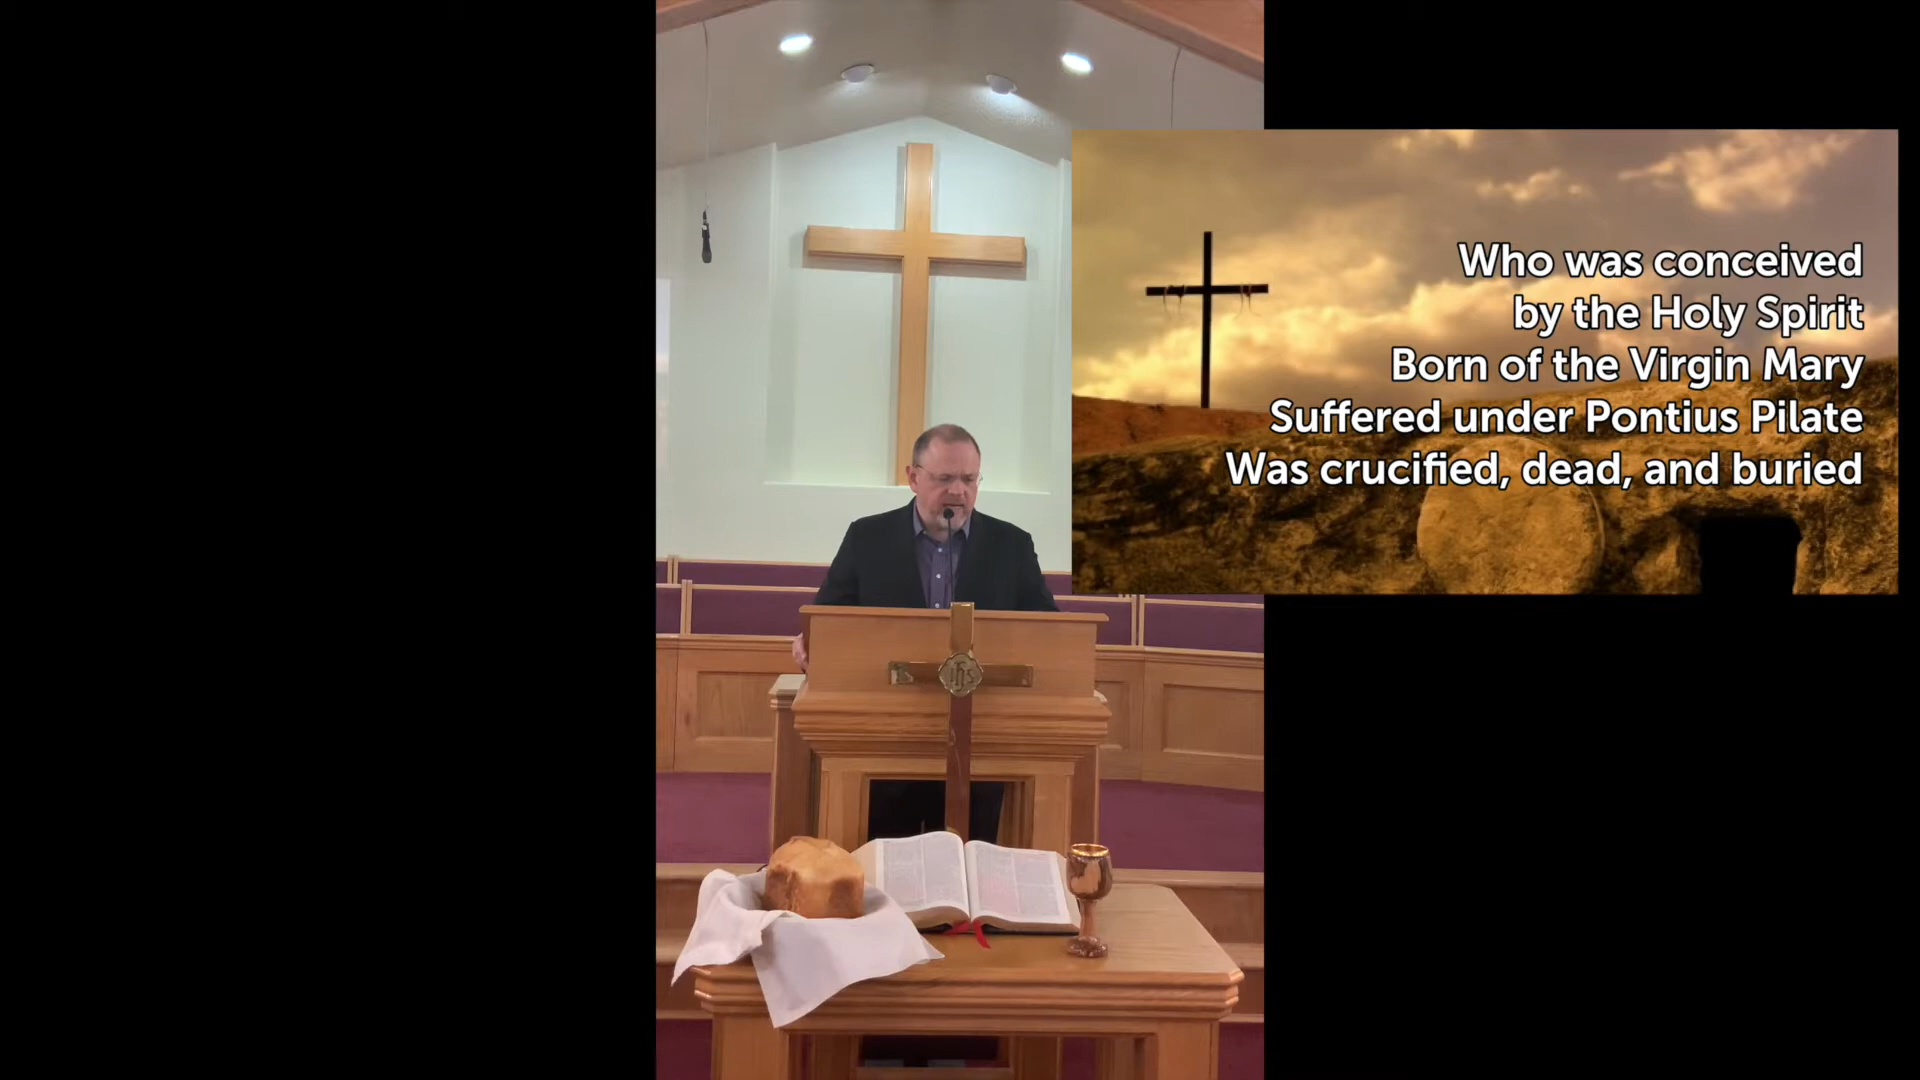 Who was conceived
by the Holy Spirit
Born of the Virgin Mary
Suffered under Pontius Pilate
Was crucified, dead, and buried
IHS